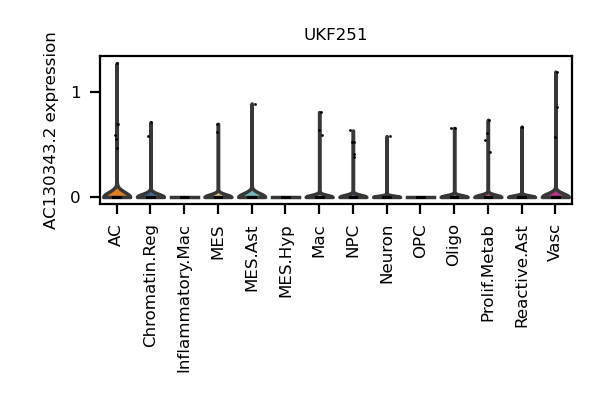 UKF251
AC130343.2 expression
1
0
AC
Chromatin.Reg
Inflammatory.Mac
MES
MES.Ast
MES.Hyp
Mac
NPC
Neuron
OPC
Oligo
Prolif.Metab
Reactive.Ast
Vasc